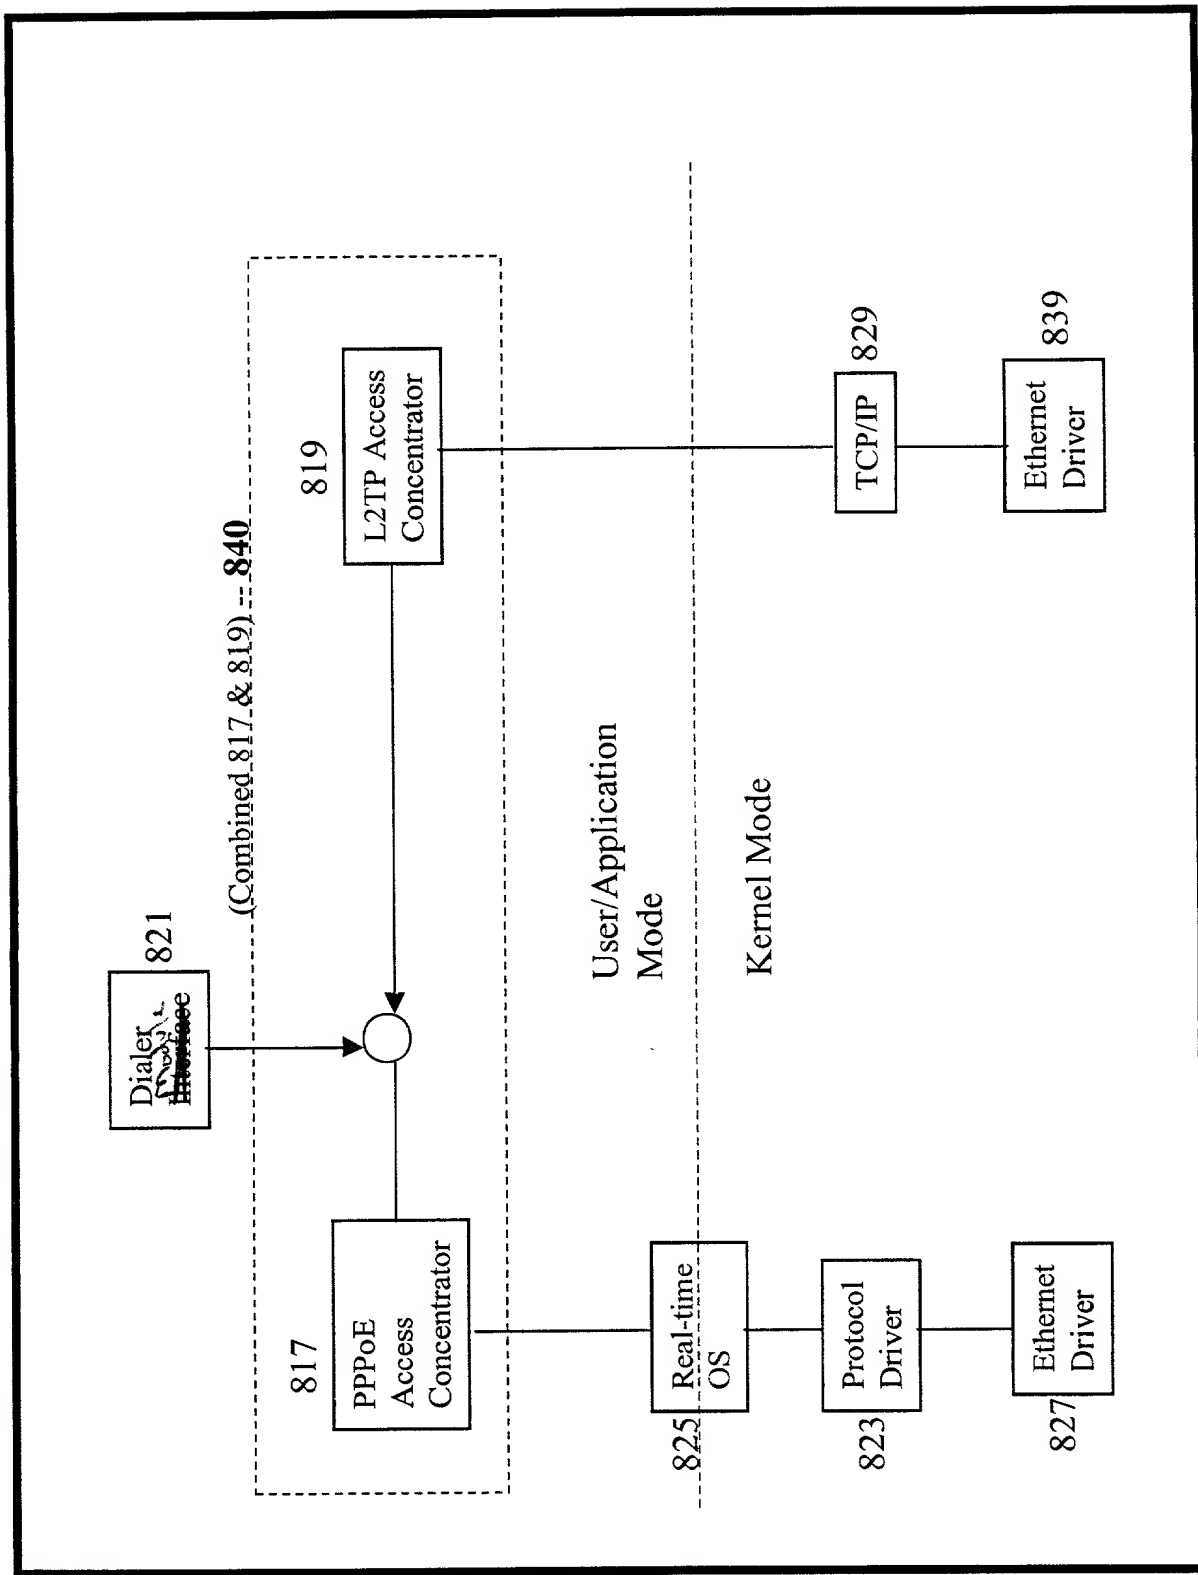 Dialer
821
(Combined 817 & 819) -- 840
817
PPPoE
Access
Concentrator
819
L2TP Access
Concentrator
User/Application
Mode
825
Real-time
OS
Kernel Mode
823
Protocol
Driver
TCP/IP
829
827
Ethernet
Driver
Ethernet
Driver
839